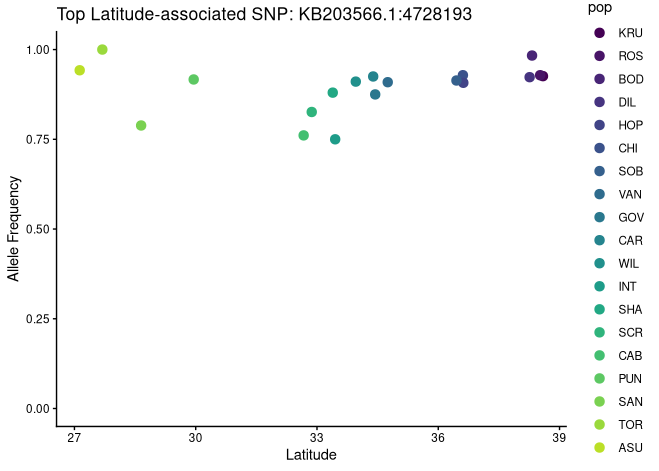 Top Latitude-associated SNP: KB203566.1:4728193
pop
KRU
ROS
BOD
DIL
HOP
CHI
SOB
VAN
GOV
CAR
WIL
INT
SHA
SCR
CAB
PUN
SAN
TOR
ASU
Allele Frequency
1.00
0.75
0.50
0.25
0.00
27 30 33 36 39
Latitude